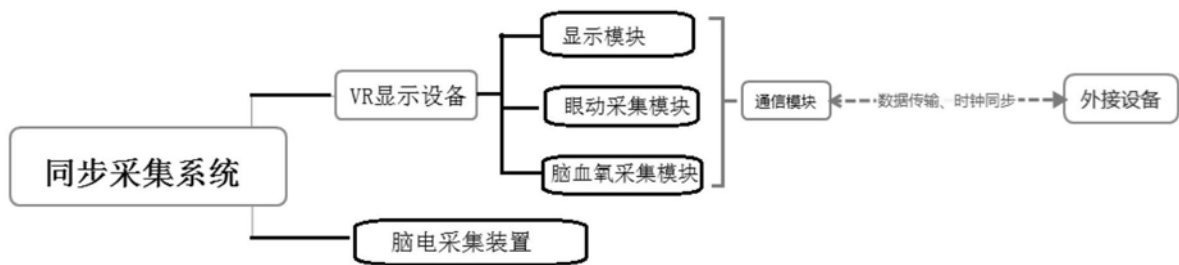 显示模块
VR显示设备
眼动采集模块
通信模块
数据传输、时钟同步
外接设备
同步采集系统
脑血氧采集模块
脑电采集装置